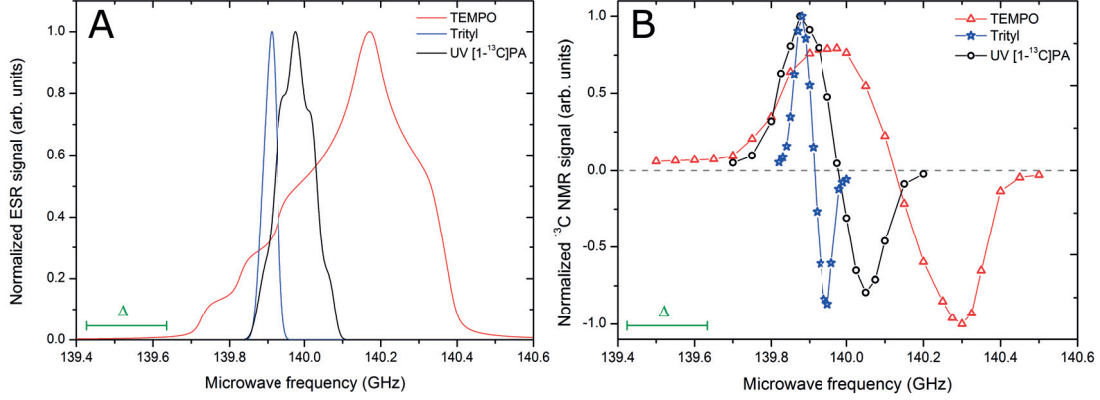 A
TEMPO
Trityl
UV [1-¹³C]PA
Normalized ESR signal (arb. units)
1.0
0.8
0.6
0.4
0.2
0.0
Δ
139.4 139.6 139.8 140.0 140.2 140.4 140.6
Microwave frequency (GHz)
B
TEMPO
Trityl
UV [1-¹³C]PA
Normalized ¹³C NMR signal (arb. units)
1.0
0.5
0.0
-0.5
-1.0
Δ
139.4 139.6 139.8 140.0 140.2 140.4 140.6
Microwave frequency (GHz)